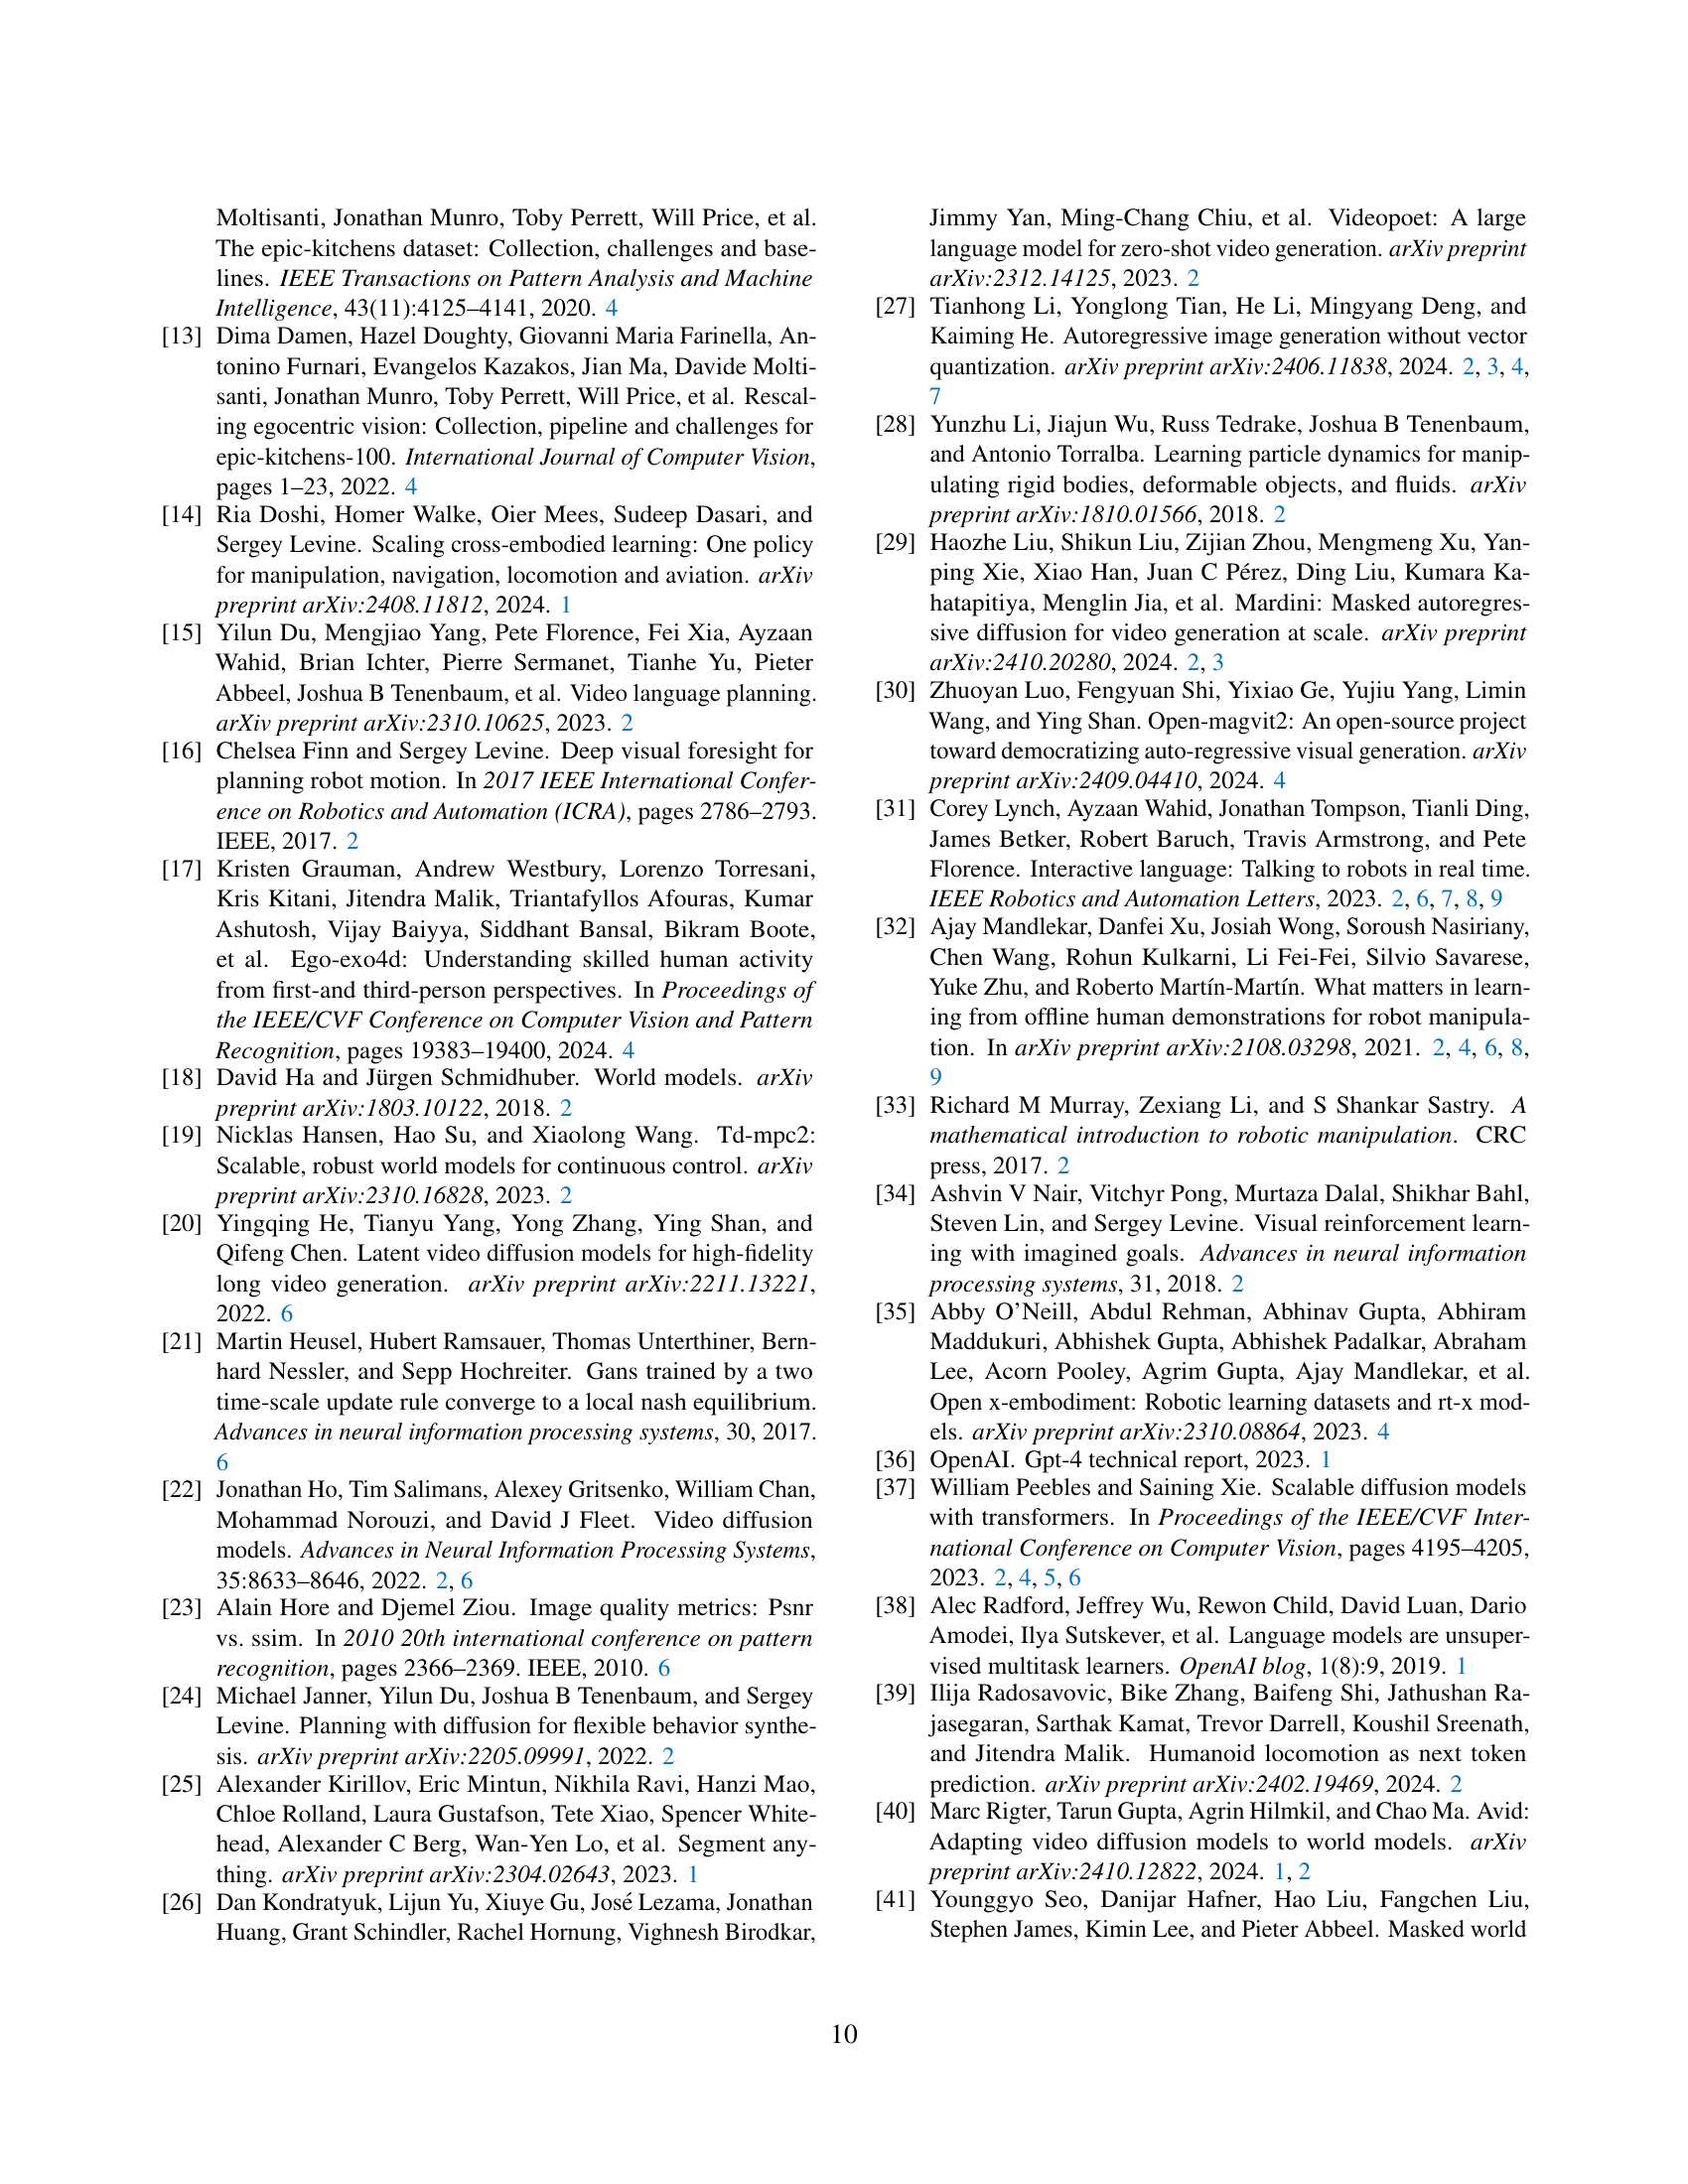 Moltisanti, Jonathan Munro, Toby Perrett, Will Price, et al.
The epic-kitchens dataset: Collection, challenges and base-
lines. IEEE Transactions on Pattern Analysis and Machine
Intelligence, 43(11):4125–4141, 2020. 4
[13] Dima Damen, Hazel Doughty, Giovanni Maria Farinella, An-
tonino Furnari, Evangelos Kazakos, Jian Ma, Davide Molti-
santi, Jonathan Munro, Toby Perrett, Will Price, et al. Rescal-
ing egocentric vision: Collection, pipeline and challenges for
epic-kitchens-100. International Journal of Computer Vision,
pages 1–23, 2022. 4
[14] Ria Doshi, Homer Walke, Oier Mees, Sudeep Dasari, and
Sergey Levine. Scaling cross-embodied learning: One policy
for manipulation, navigation, locomotion and aviation. arXiv
preprint arXiv:2408.11812, 2024. 1
[15] Yilun Du, Mengjiao Yang, Pete Florence, Fei Xia, Ayzaan
Wahid, Brian Ichter, Pierre Sermanet, Tianhe Yu, Pieter
Abbeel, Joshua B Tenenbaum, et al. Video language planning.
arXiv preprint arXiv:2310.10625, 2023. 2
[16] Chelsea Finn and Sergey Levine. Deep visual foresight for
planning robot motion. In 2017 IEEE International Confer-
ence on Robotics and Automation (ICRA), pages 2786–2793.
IEEE, 2017. 2
[17] Kristen Grauman, Andrew Westbury, Lorenzo Torresani,
Kris Kitani, Jitendra Malik, Triantafyllos Afouras, Kumar
Ashutosh, Vijay Baiyya, Siddhant Bansal, Bikram Boote,
et al. Ego-exo4d: Understanding skilled human activity
from first-and third-person perspectives. In Proceedings of
the IEEE/CVF Conference on Computer Vision and Pattern
Recognition, pages 19383–19400, 2024. 4
[18] David Ha and Jürgen Schmidhuber. World models. arXiv
preprint arXiv:1803.10122, 2018. 2
[19] Nicklas Hansen, Hao Su, and Xiaolong Wang. Td-mpc2:
Scalable, robust world models for continuous control. arXiv
preprint arXiv:2310.16828, 2023. 2
[20] Yingqing He, Tianyu Yang, Yong Zhang, Ying Shan, and
Qifeng Chen. Latent video diffusion models for high-fidelity
long video generation. arXiv preprint arXiv:2211.13221,
2022. 6
[21] Martin Heusel, Hubert Ramsauer, Thomas Unterthiner, Bern-
hard Nessler, and Sepp Hochreiter. Gans trained by a two
time-scale update rule converge to a local nash equilibrium.
Advances in neural information processing systems, 30, 2017.
6
[22] Jonathan Ho, Tim Salimans, Alexey Gritsenko, William Chan,
Mohammad Norouzi, and David J Fleet. Video diffusion
models. Advances in Neural Information Processing Systems,
35:8633–8646, 2022. 2, 6
[23] Alain Hore and Djemel Ziou. Image quality metrics: Psnr
vs. ssim. In 2010 20th international conference on pattern
recognition, pages 2366–2369. IEEE, 2010. 6
[24] Michael Janner, Yilun Du, Joshua B Tenenbaum, and Sergey
Levine. Planning with diffusion for flexible behavior synthe-
sis. arXiv preprint arXiv:2205.09991, 2022. 2
[25] Alexander Kirillov, Eric Mintun, Nikhila Ravi, Hanzi Mao,
Chloe Rolland, Laura Gustafson, Tete Xiao, Spencer White-
head, Alexander C Berg, Wan-Yen Lo, et al. Segment any-
thing. arXiv preprint arXiv:2304.02643, 2023. 1
[26] Dan Kondratyuk, Lijun Yu, Xiuye Gu, José Lezama, Jonathan
Huang, Grant Schindler, Rachel Hornung, Vighnesh Birodkar,
Jimmy Yan, Ming-Chang Chiu, et al. Videopoet: A large
language model for zero-shot video generation. arXiv preprint
arXiv:2312.14125, 2023. 2
[27] Tianhong Li, Yonglong Tian, He Li, Mingyang Deng, and
Kaiming He. Autoregressive image generation without vector
quantization. arXiv preprint arXiv:2406.11838, 2024. 2, 3, 4,
7
[28] Yunzhu Li, Jiajun Wu, Russ Tedrake, Joshua B Tenenbaum,
and Antonio Torralba. Learning particle dynamics for manip-
ulating rigid bodies, deformable objects, and fluids. arXiv
preprint arXiv:1810.01566, 2018. 2
[29] Haozhe Liu, Shikun Liu, Zijian Zhou, Mengmeng Xu, Yan-
ping Xie, Xiao Han, Juan C Pérez, Ding Liu, Kumara Ka-
hatapitiya, Menglin Jia, et al. Mardini: Masked autoregres-
sive diffusion for video generation at scale. arXiv preprint
arXiv:2410.20280, 2024. 2, 3
[30] Zhuoyan Luo, Fengyuan Shi, Yixiao Ge, Yujiu Yang, Limin
Wang, and Ying Shan. Open-magvit2: An open-source project
toward democratizing auto-regressive visual generation. arXiv
preprint arXiv:2409.04410, 2024. 4
[31] Corey Lynch, Ayzaan Wahid, Jonathan Tompson, Tianli Ding,
James Betker, Robert Baruch, Travis Armstrong, and Pete
Florence. Interactive language: Talking to robots in real time.
IEEE Robotics and Automation Letters, 2023. 2, 6, 7, 8, 9
[32] Ajay Mandlekar, Danfei Xu, Josiah Wong, Soroush Nasiriany,
Chen Wang, Rohun Kulkarni, Li Fei-Fei, Silvio Savarese,
Yuke Zhu, and Roberto Martín-Martín. What matters in learn-
ing from offline human demonstrations for robot manipula-
tion. In arXiv preprint arXiv:2108.03298, 2021. 2, 4, 6, 8,
9
[33] Richard M Murray, Zexiang Li, and S Shankar Sastry. A
mathematical introduction to robotic manipulation. CRC
press, 2017. 2
[34] Ashvin V Nair, Vitchyr Pong, Murtaza Dalal, Shikhar Bahl,
Steven Lin, and Sergey Levine. Visual reinforcement learn-
ing with imagined goals. Advances in neural information
processing systems, 31, 2018. 2
[35] Abby O’Neill, Abdul Rehman, Abhinav Gupta, Abhiram
Maddukuri, Abhishek Gupta, Abhishek Padalkar, Abraham
Lee, Acorn Pooley, Agrim Gupta, Ajay Mandlekar, et al.
Open x-embodiment: Robotic learning datasets and rt-x mod-
els. arXiv preprint arXiv:2310.08864, 2023. 4
[36] OpenAI. Gpt-4 technical report, 2023. 1
[37] William Peebles and Saining Xie. Scalable diffusion models
with transformers. In Proceedings of the IEEE/CVF Inter-
national Conference on Computer Vision, pages 4195–4205,
2023. 2, 4, 5, 6
[38] Alec Radford, Jeffrey Wu, Rewon Child, David Luan, Dario
Amodei, Ilya Sutskever, et al. Language models are unsuper-
vised multitask learners. OpenAI blog, 1(8):9, 2019. 1
[39] Ilija Radosavovic, Bike Zhang, Baifeng Shi, Jathushan Ra-
jasegaran, Sarthak Kamat, Trevor Darrell, Koushil Sreenath,
and Jitendra Malik. Humanoid locomotion as next token
prediction. arXiv preprint arXiv:2402.19469, 2024. 2
[40] Marc Rigter, Tarun Gupta, Agrin Hilmkil, and Chao Ma. Avid:
Adapting video diffusion models to world models. arXiv
preprint arXiv:2410.12822, 2024. 1, 2
[41] Younggyo Seo, Danijar Hafner, Hao Liu, Fangchen Liu,
Stephen James, Kimin Lee, and Pieter Abbeel. Masked world
10